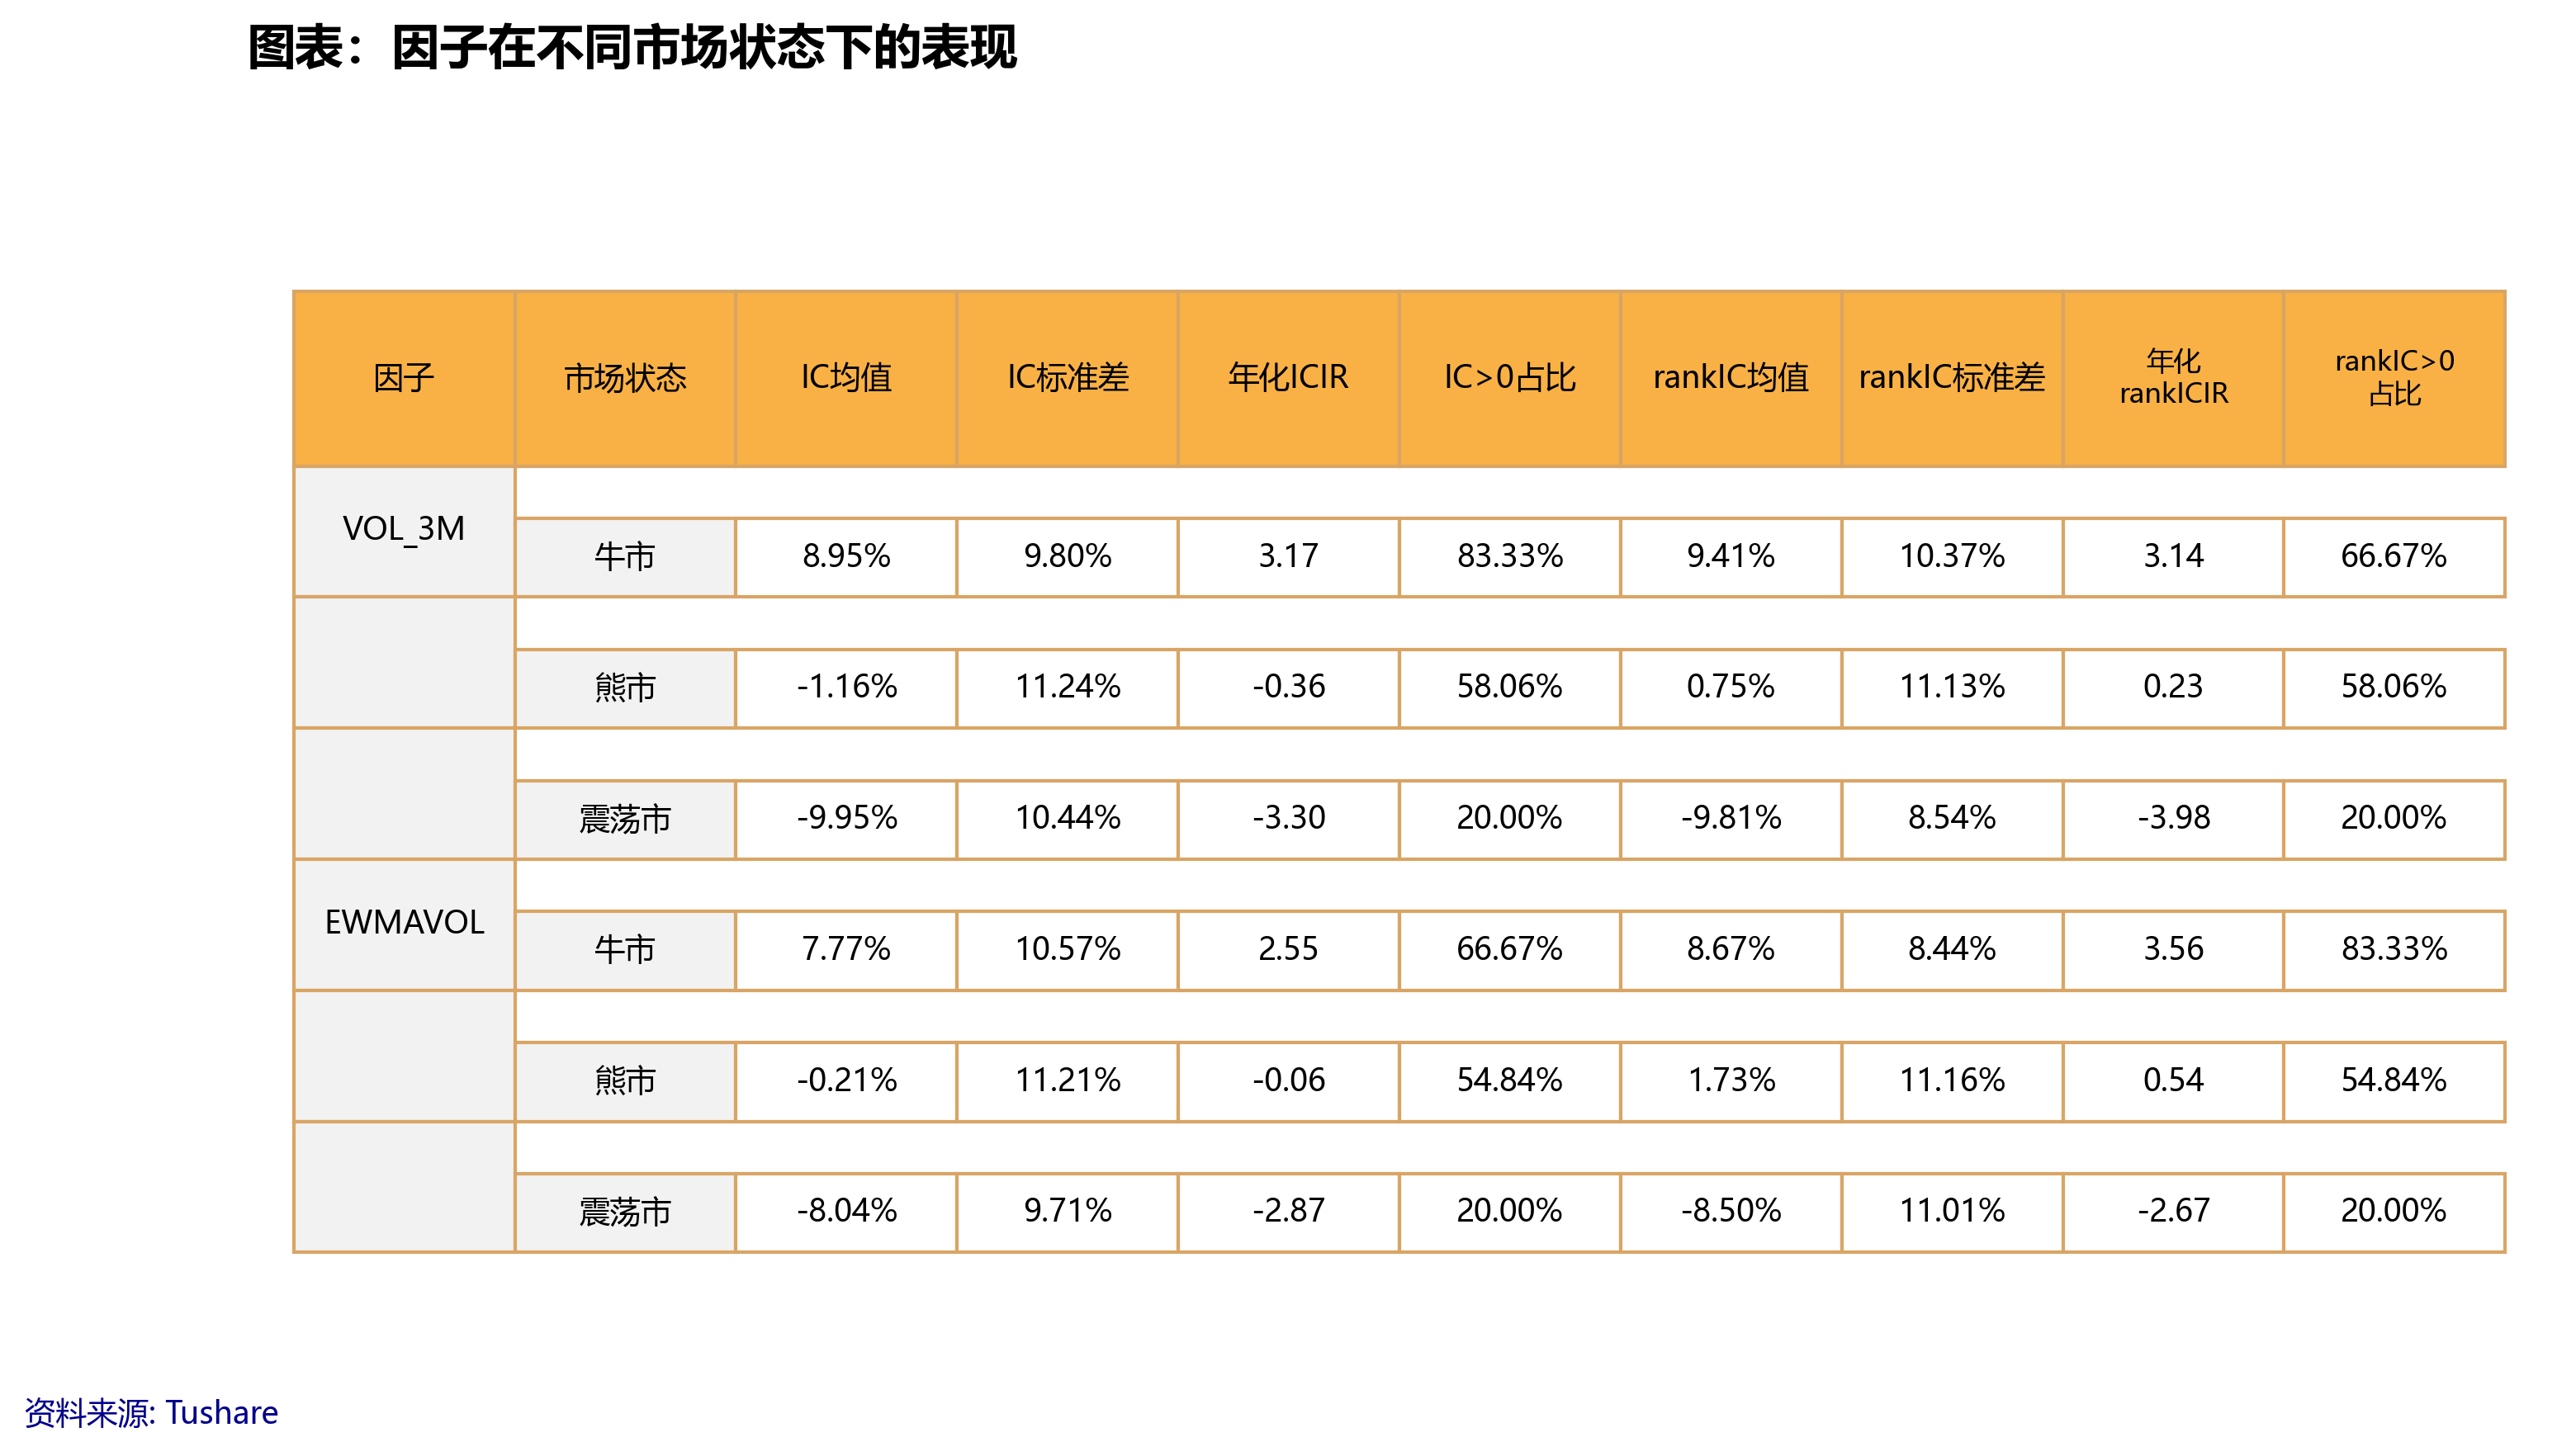 图表：因子在不同市场状态下的表现
因子 市场状态 IC均值 IC标准差 年化ICIR IC>0占比 rankIC均值 rankIC标准差 年化 rankICIR rankIC>0 占比
VOL_3M 牛市 8.95% 9.80% 3.17 83.33% 9.41% 10.37% 3.14 66.67%
熊市 -1.16% 11.24% -0.36 58.06% 0.75% 11.13% 0.23 58.06%
震荡市 -9.95% 10.44% -3.30 20.00% -9.81% 8.54% -3.98 20.00%
EWMAVOL 牛市 7.77% 10.57% 2.55 66.67% 8.67% 8.44% 3.56 83.33%
熊市 -0.21% 11.21% -0.06 54.84% 1.73% 11.16% 0.54 54.84%
震荡市 -8.04% 9.71% -2.87 20.00% -8.50% 11.01% -2.67 20.00%
资料来源: Tushare